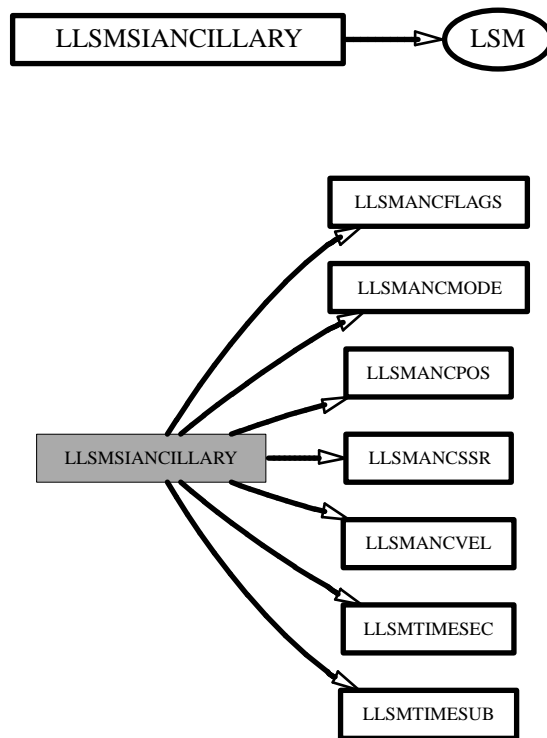 LLSMSIANCILLARY
LSM
LLSMANCFLAGS
LLSMANCMODE
LLSMANCPOS
LLSMSIANCILLARY
LLSMANCSSR
LLSMANCVEL
LLSMTIMESEC
LLSMTIMESUB